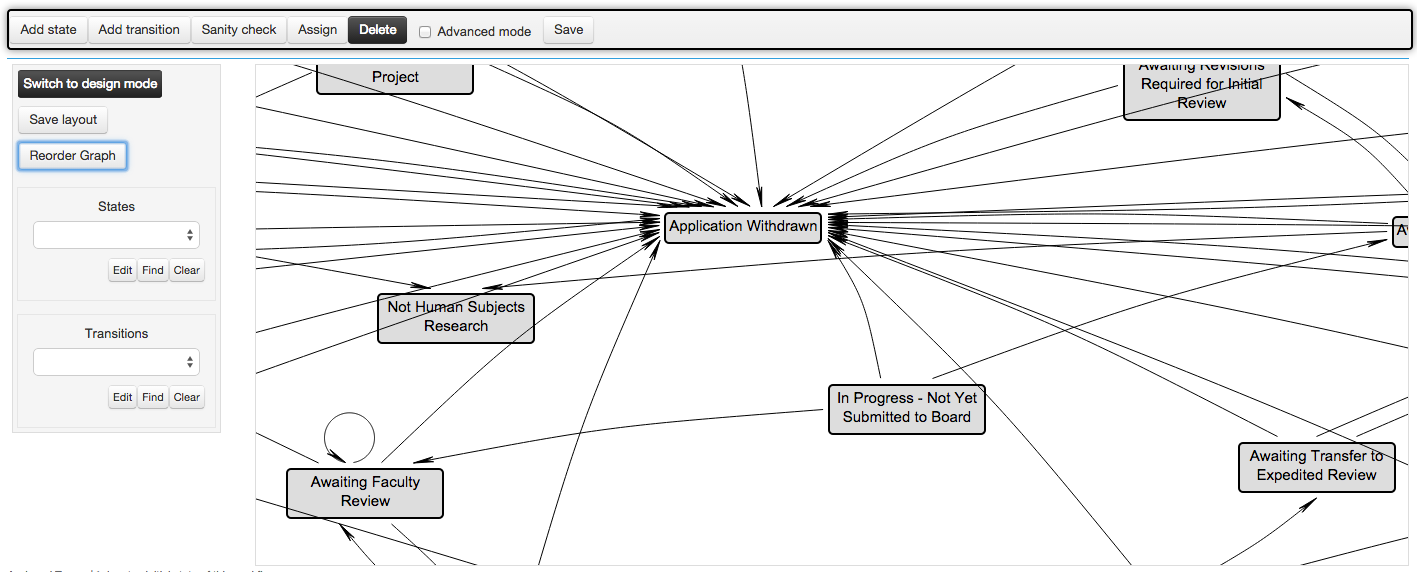 Add state Add transition Sanity check Assign Delete Advanced mode Save
Switch to design mode
Save layout
Reorder Graph
States
Edit Find Clear
Transitions
Edit Find Clear
Project
Awaiting Revisions
Required for Initial
Review
Application Withdrawn
Not Human Subjects
Research
In Progress - Not Yet
Submitted to Board
Awaiting Faculty
Review
Awaiting Transfer to
Expedited Review